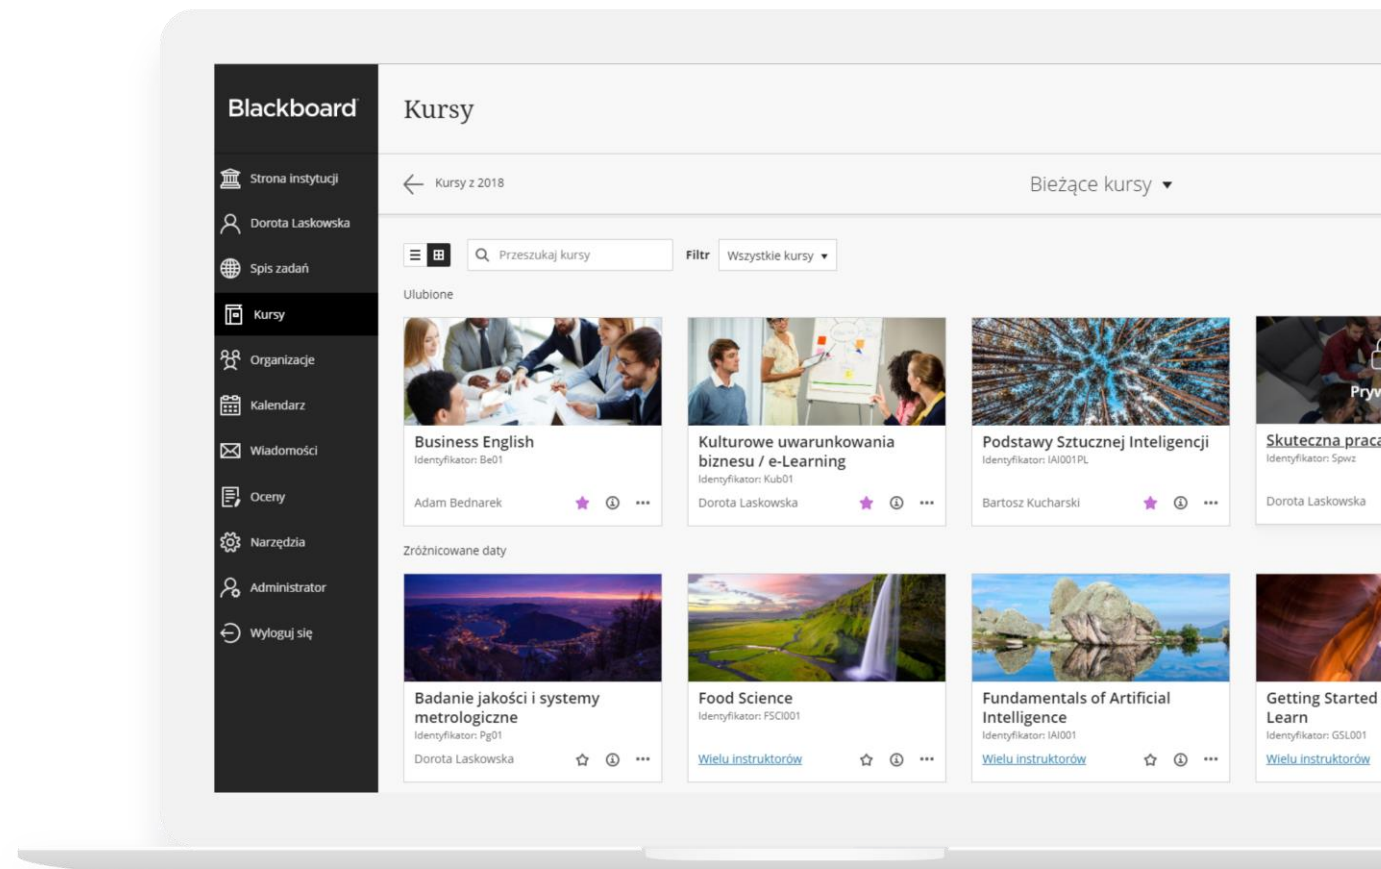 Blackboard
Kursy
Strona instytucji
Dorota Laskowska
Spis zadań
Kursy
Organizacje
Kalendarz
Wiadomości
Oceny
Narzędzia
Administrator
Wyloguj się
Kursy z 2018
Bieżące kursy
Przeszukaj kursy
Filtr
Wszystkie kursy
Ulubione
Business English
Identyfikator: Be01
Adam Bednarek
Kulturowe uwarunkowania
biznesu / e-Learning
Identyfikator: Kub01
Dorota Laskowska
Podstawy Sztucznej Inteligencji
Identyfikator: IAI001PL
Bartosz Kucharski
Pryw
Skuteczna praca
Identyfikator: Spwz
Dorota Laskowska
Zróżnicowane daty
Badanie jakości i systemy
metrologiczne
Identyfikator: Pg01
Dorota Laskowska
Food Science
Identyfikator: FSCI001
Wielu instruktorów
Fundamentals of Artificial
Intelligence
Identyfikator: IAI001
Wielu instruktorów
Getting Started
Learn
Identyfikator: GSL001
Wielu instruktorów